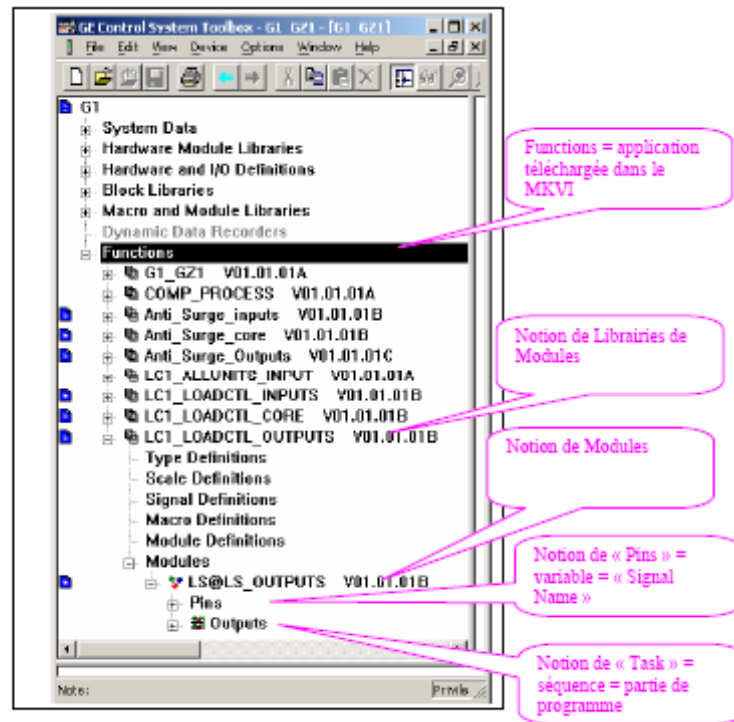 GE Control System Toolbox - G1_GZ1 - [G1_GZ1]
File Edit View Device Options Window Help
G1
System Data
Hardware Module Libraries
Hardware and I/O Definitions
Block Libraries
Macro and Module Libraries
Dynamic Data Recorders
Functions
G1_GZ1 V01.01.01A
COMP_PROCESS V01.01.01A
Anti_Surge_inputs V01.01.01B
Anti_Surge_core V01.01.01B
Anti_Surge_Outputs V01.01.01C
LC1_ALLUNITS_INPUT V01.01.01A
LC1_LOADCTL_INPUTS V01.01.01B
LC1_LOADCTL_CORE V01.01.01B
LC1_LOADCTL_OUTPUTS V01.01.01B
Type Definitions
Scale Definitions
Signal Definitions
Macro Definitions
Module Definitions
Modules
LS@LS_OUTPUTS V01.01.01B
Pins
Outputs
Note:
Privile
Functions = application
téléchargée dans le
MKVI
Notion de Librairies de
Modules
Notion de Modules
Notion de « Pins » =
variable = « Signal
Name »
Notion de « Task » =
séquence = partie de
programme